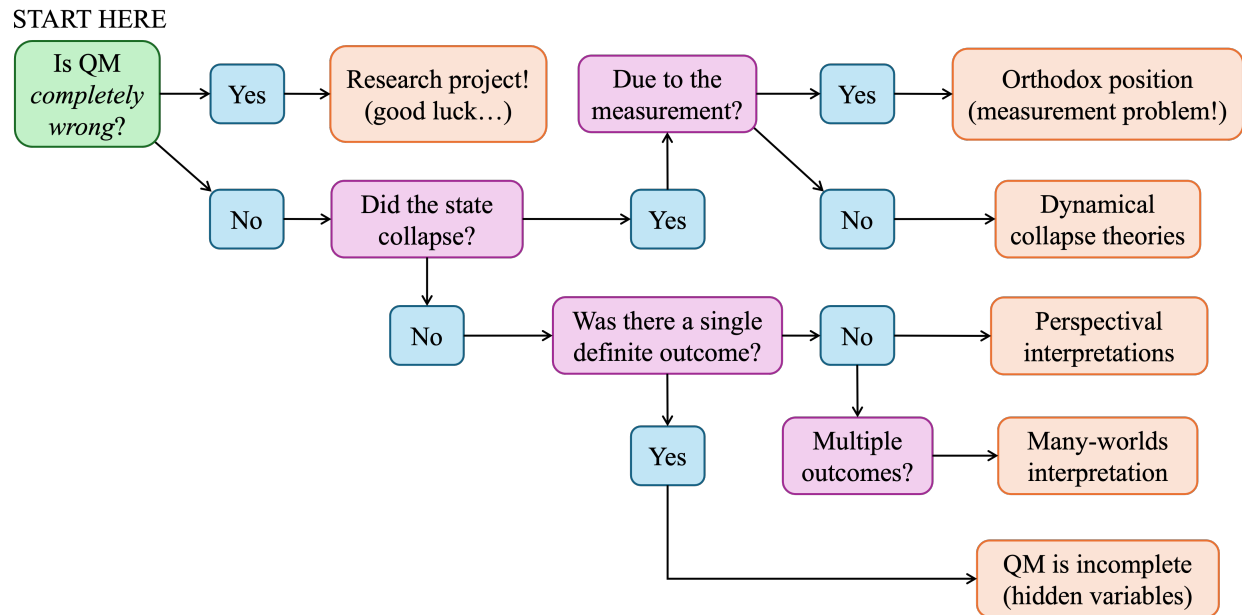 START HERE
Is QM
completely
wrong?
Yes
Research project!
(good luck…)
Due to the
measurement?
Yes
Orthodox position
(measurement problem!)
No
Did the state
collapse?
Yes
No
Dynamical
collapse theories
No
Was there a single
definite outcome?
No
Perspectival
interpretations
Yes
Multiple
outcomes?
Many-worlds
interpretation
QM is incomplete
(hidden variables)